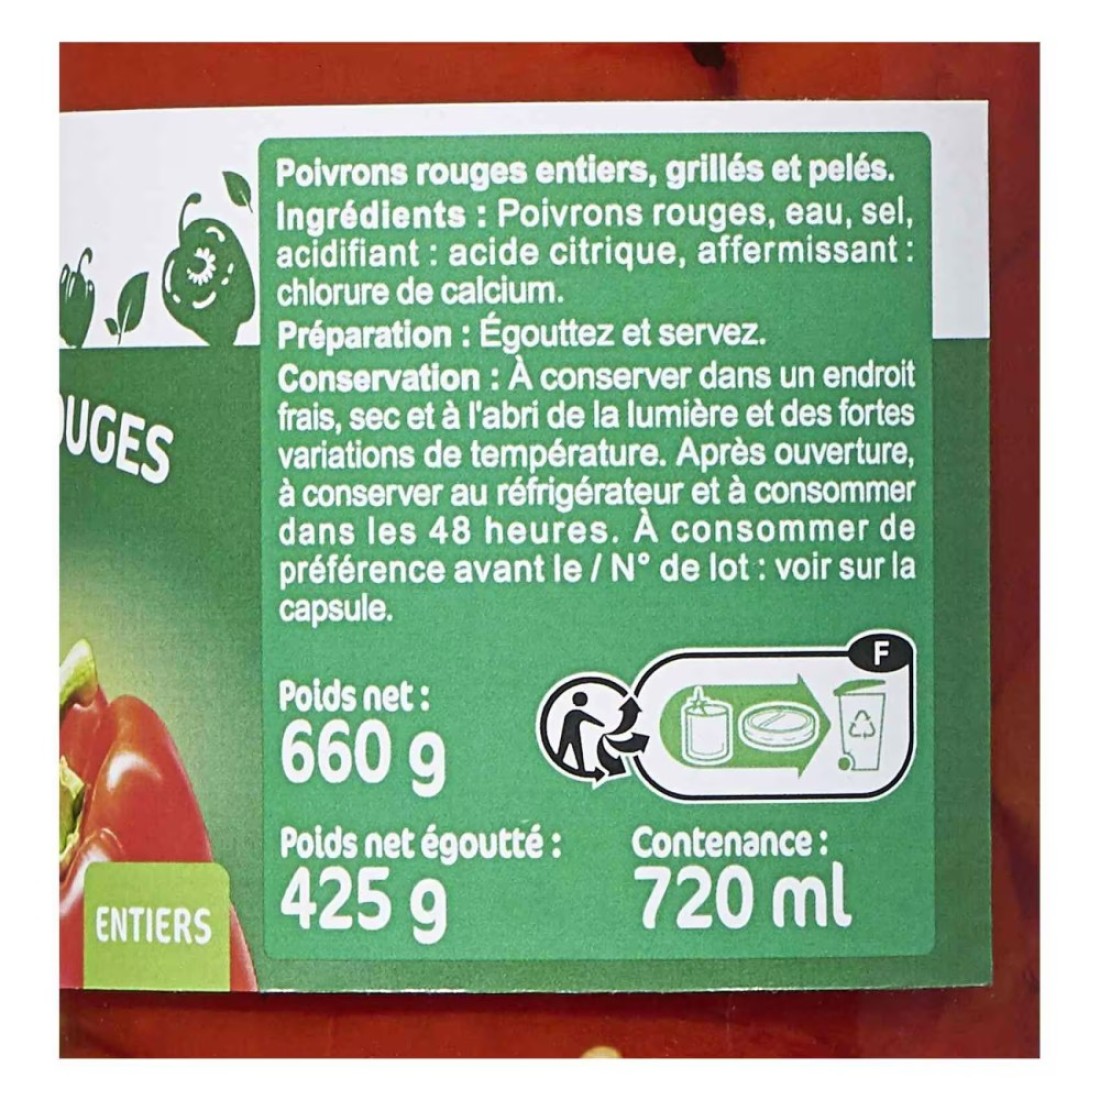 Poivrons rouges entiers, grillés et pelés.
Ingrédients : Poivrons rouges, eau, sel,
acidifiant : acide citrique, affermissant :
chlorure de calcium.
Préparation : Égouttez et servez.
Conservation : À conserver dans un endroit
frais, sec et à l'abri de la lumière et des fortes
variations de température. Après ouverture,
à conserver au réfrigérateur et à consommer
dans les 48 heures. À consommer de
préférence avant le / N° de lot : voir sur la
capsule.
UGES
F
Poids net :
660 g
Poids net égoutté :
425 g
Contenance :
720 ml
ENTIERS